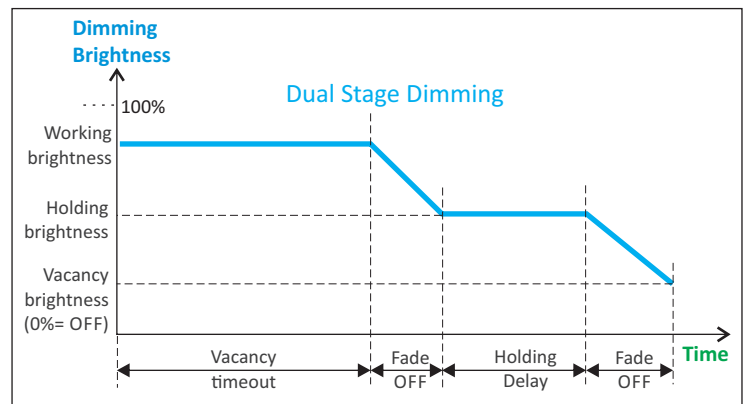 Dimming
Brightness
Dual Stage Dimming
100%
Working
brightness
Holding
brightness
Vacancy
brightness
(0%= OFF)
Time
Vacancy
timeout
Fade
OFF
Holding
Delay
Fade
OFF